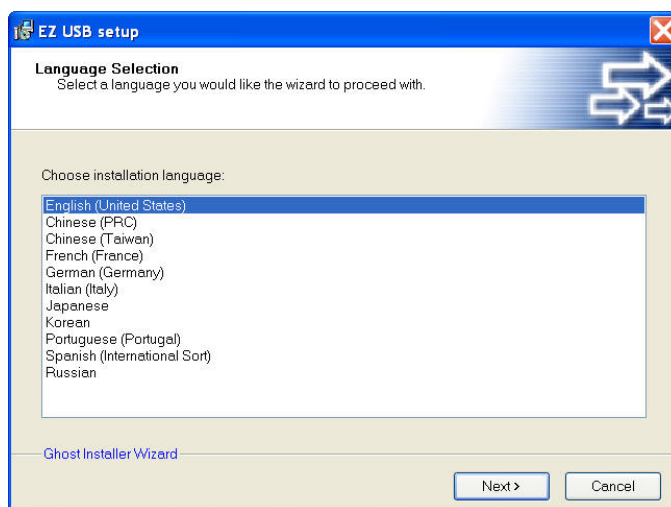 EZ USB setup
Language Selection
Select a language you would like the wizard to proceed with.
Choose installation language:
English (United States)
Chinese (PRC)
Chinese (Taiwan)
French (France)
German (Germany)
Italian (Italy)
Japanese
Korean
Portuguese (Portugal)
Spanish (International Sort)
Russian
Ghost Installer Wizard
Next >
Cancel